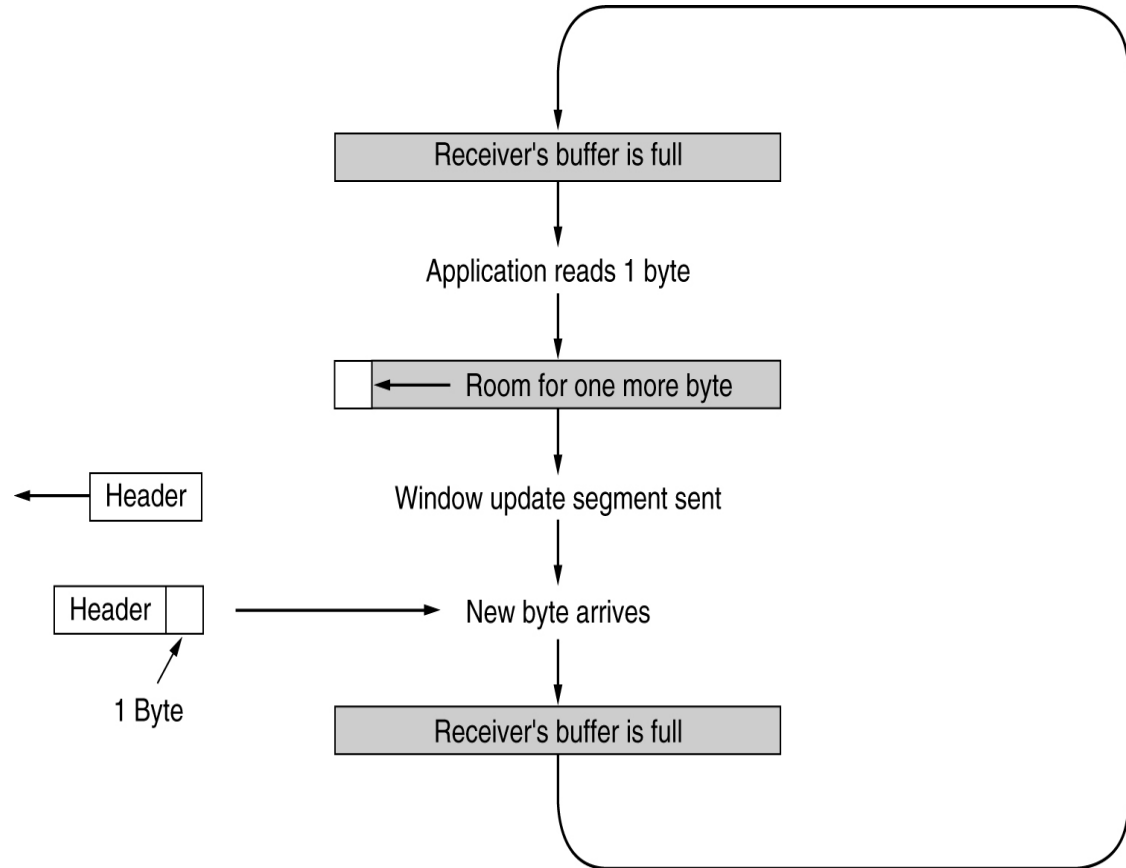 Receiver's buffer is full
Application reads 1 byte
Room for one more byte
Header
Window update segment sent
Header
New byte arrives
1 Byte
Receiver's buffer is full